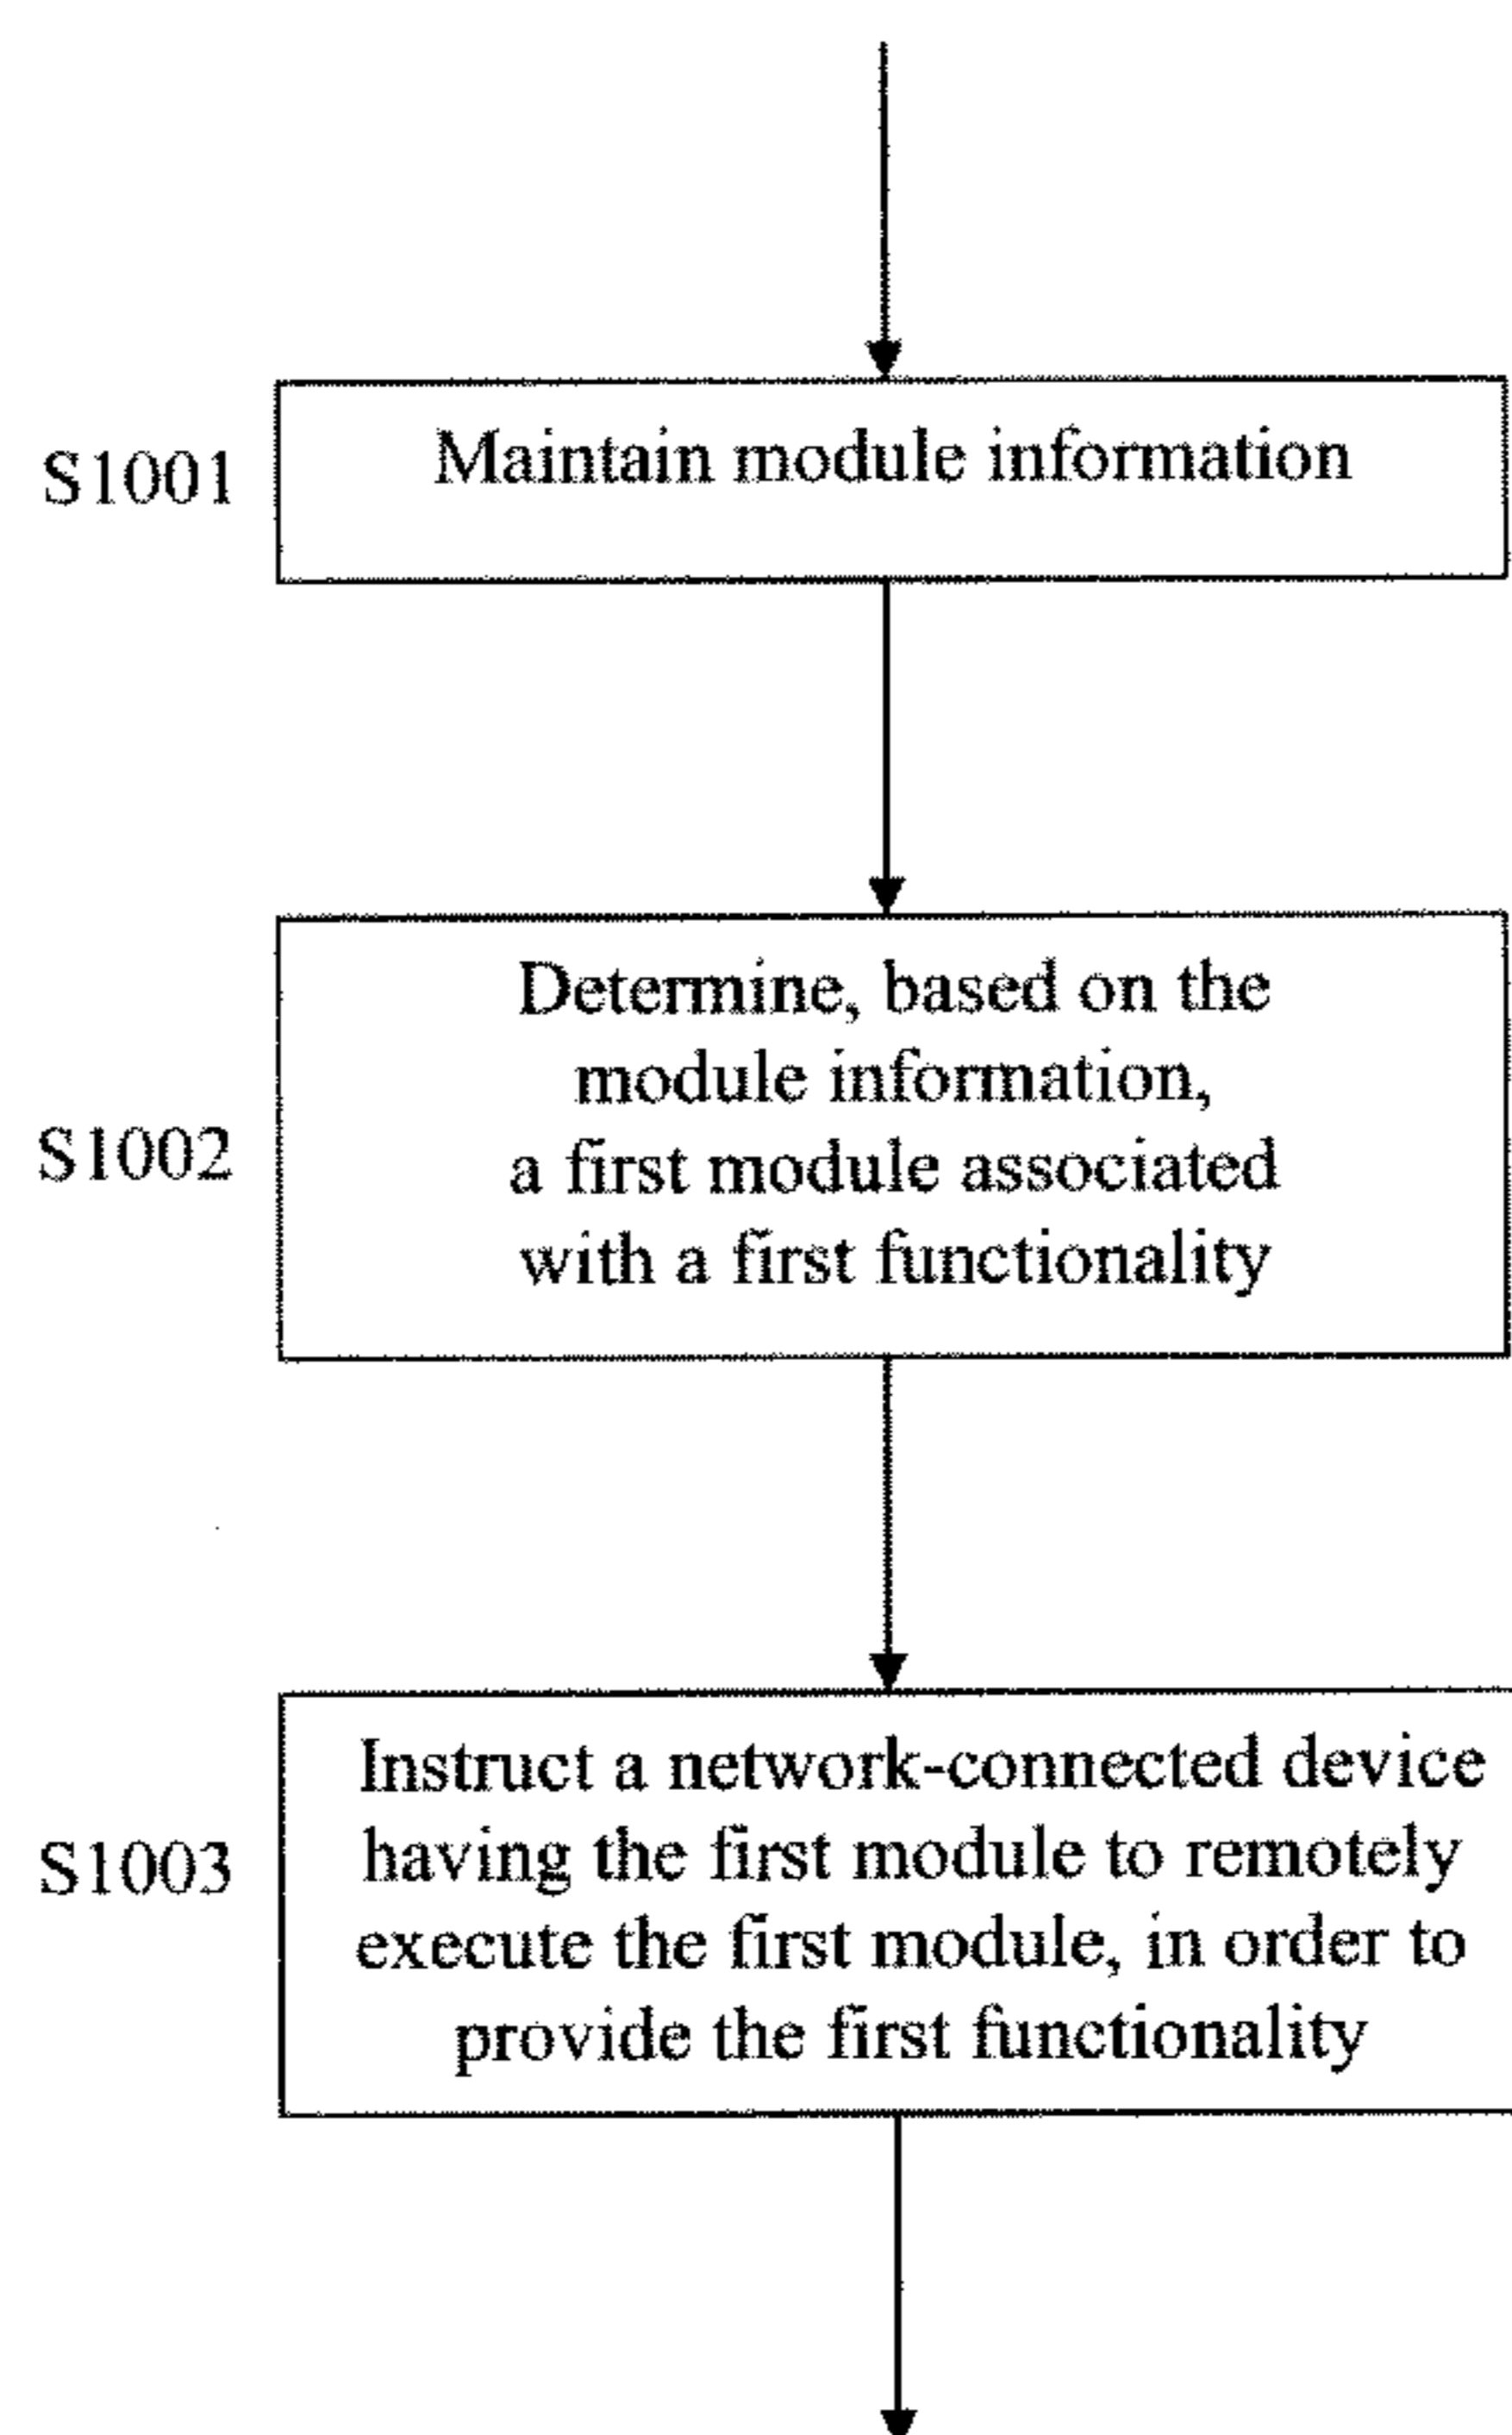 S1001
Maintain module information
S1002
Determine, based on the
module information,
a first module associated
with a first functionality
S1003
Instruct a network-connected device
having the first module to remotely
execute the first module, in order to
provide the first functionality